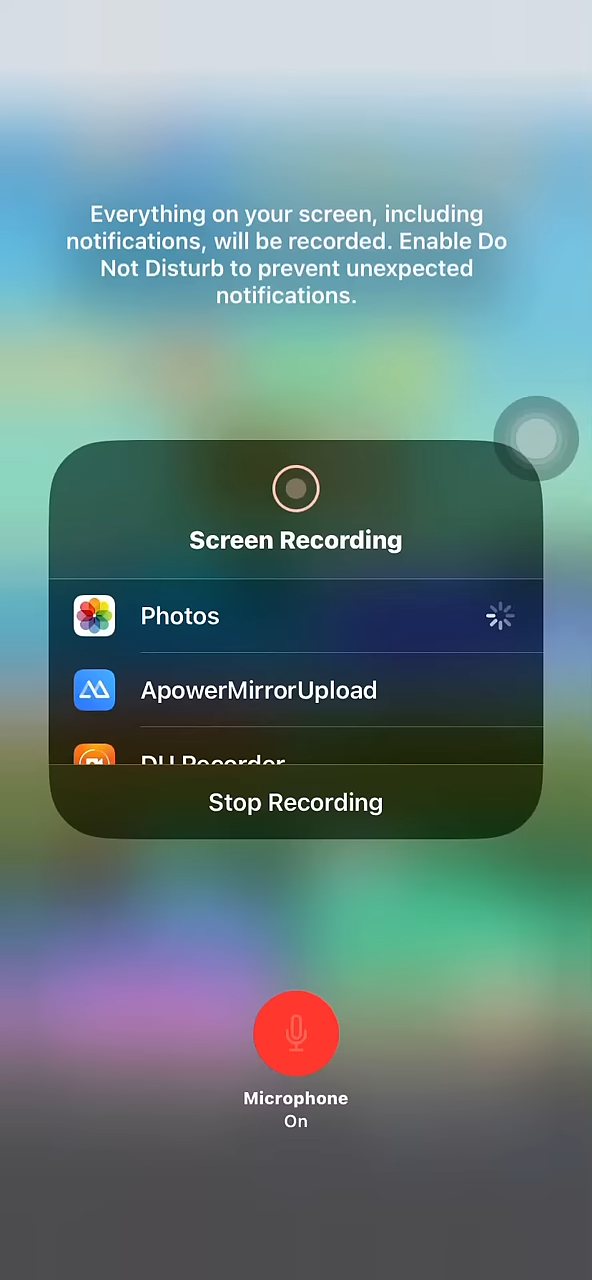 Everything on your screen, including
notifications, will be recorded. Enable Do
Not Disturb to prevent unexpected
notifications.
Screen Recording
Photos
ApowerMirrorUpload
DU Recorder
Stop Recording
Microphone
On